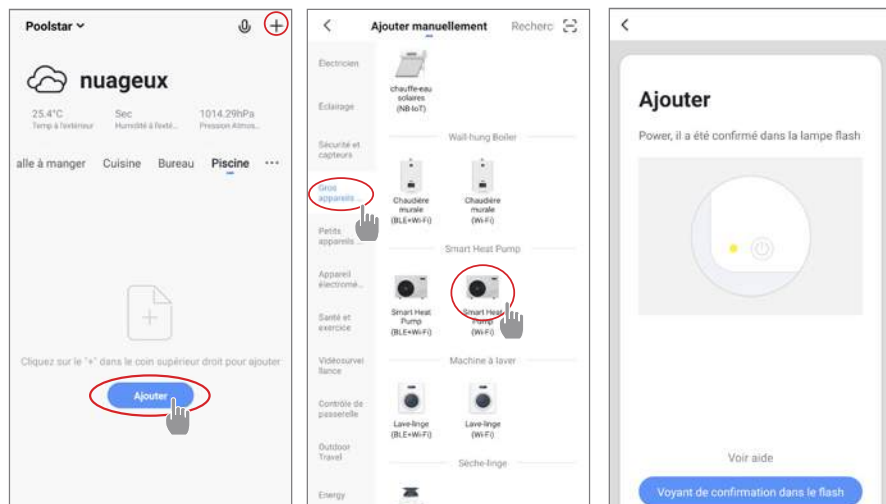 Poolstar
nuageux
25.4°C Sec 1014.29hPa
Temp à l'extérieur Humidité à l'exté... Pression Atmos...
alle à manger Cuisine Bureau Piscine ...
Cliquez sur le "+" dans le coin supérieur droit pour ajouter
Ajouter
Ajouter manuellement Recherc
Électricien
Éclairage
Sécurité et
capteurs
Gros
appareils ...
Petits
appareils ...
Appareil
électromé...
Santé et
exercice
Vidéosurvei
llance
Contrôle de
passerelle
Outdoor
Travel
Energy
chauffe-eau
solaires
(NB-IoT)
Wall-hung Boiler
Chaudière
murale
(BLE+Wi-Fi)
Chaudière
murale
(Wi-Fi)
Smart Heat Pump
Smart Heat
Pump
(BLE+Wi-Fi)
Smart Heat
Pump
(Wi-Fi)
Machine à laver
Lave-linge
(BLE+Wi-Fi)
Lave-linge
(Wi-Fi)
Sèche-linge
Ajouter
Power, il a été confirmé dans la lampe flash
Voir aide
Voyant de confirmation dans le flash